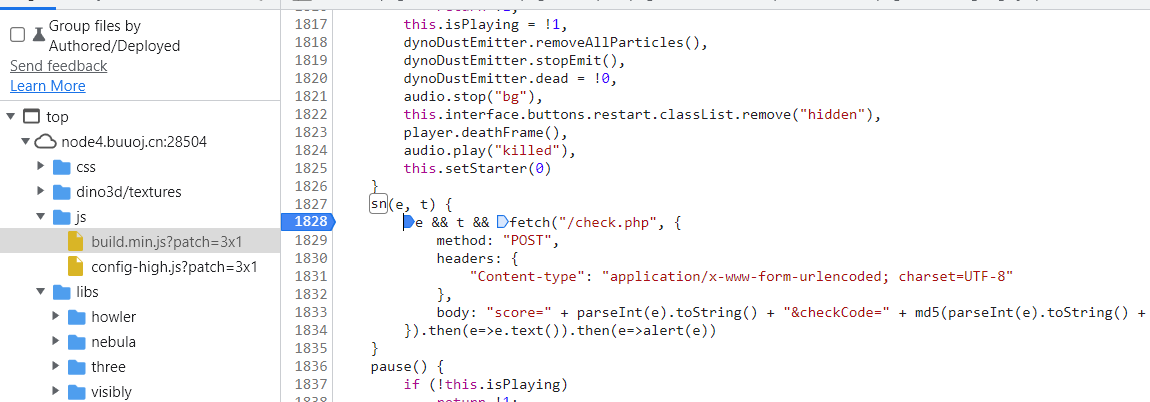 Group files by
Authored/Deployed
Send feedback
Learn More
top
node4.buuoj.cn:28504
css
dino3d/textures
js
build.min.js?patch=3x1
config-high.js?patch=3x1
libs
howler
nebula
three
visibly
1817 this.isPlaying = !1,
1818 dynoDustEmitter.removeAllParticles(),
1819 dynoDustEmitter.stopEmit(),
1820 dynoDustEmitter.dead = !0,
1821 audio.stop("bg"),
1822 this.interface.buttons.restart.classList.remove("hidden"),
1823 player.deathFrame(),
1824 audio.play("killed"),
1825 this.setStarter(0)
1826 }
1827 sn(e, t) {
1828 e && t && fetch("/check.php", {
1829 method: "POST",
1830 headers: {
1831 "Content-type": "application/x-www-form-urlencoded; charset=UTF-8"
1832 },
1833 body: "score=" + parseInt(e).toString() + "&checkCode=" + md5(parseInt(e).toString() +
1834 }).then(e=>e.text()).then(e=>alert(e))
1835 }
1836 pause() {
1837 if (!this.isPlaying)